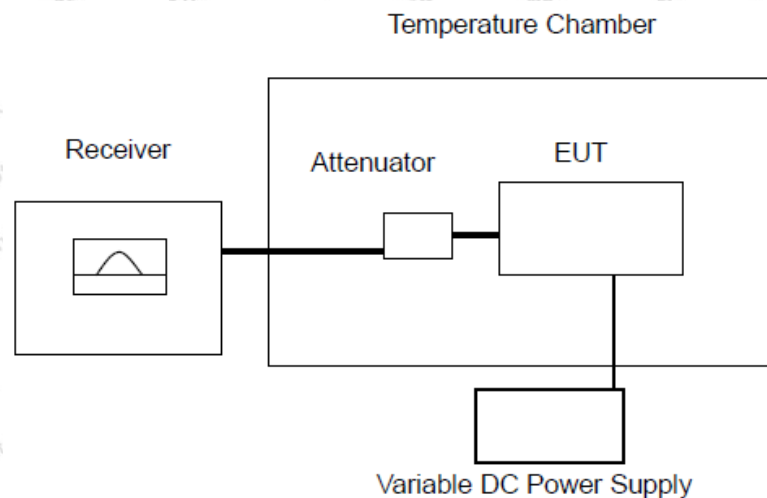 Temperature Chamber
Receiver
Attenuator
EUT
Variable DC Power Supply